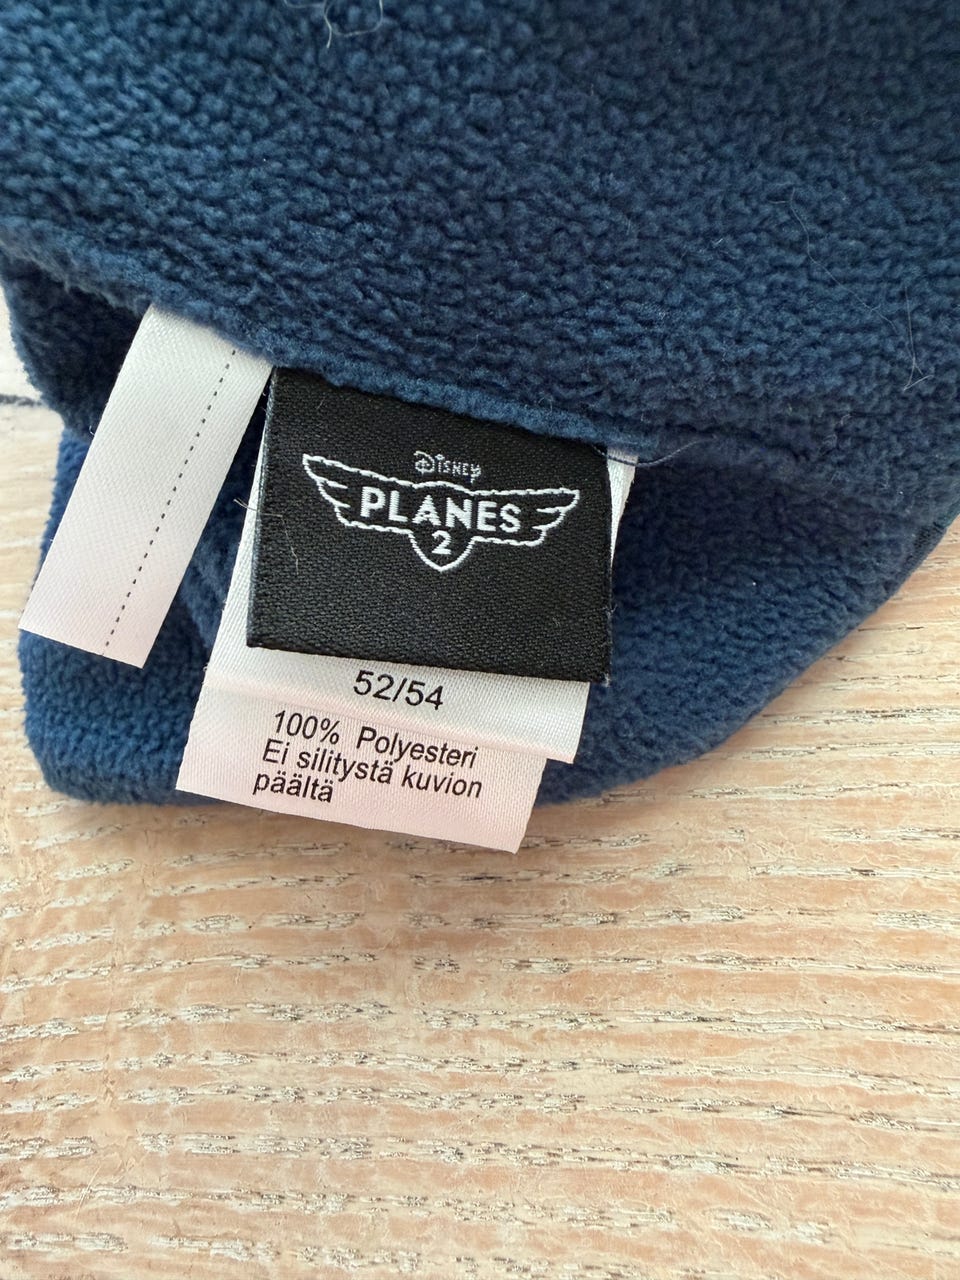 Disney
PLANES
2
52/54
100% Polyesteri
Ei silitystä kuvion
päältä